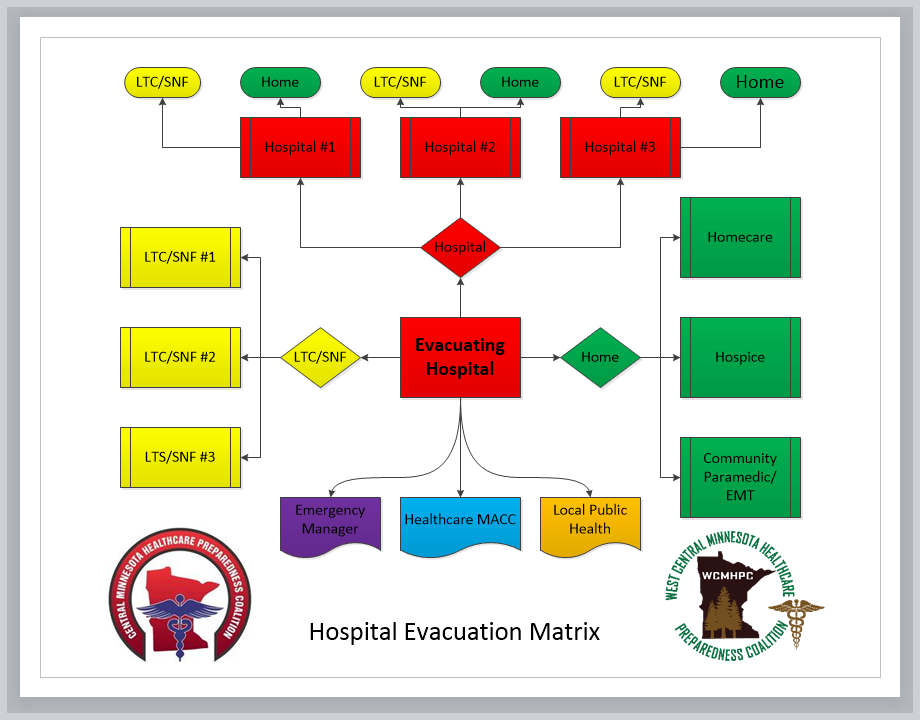 LTC/SNF
Home
LTC/SNF
Home
LTC/SNF
Home
Hospital #1
Hospital #2
Hospital #3
Hospital
Homecare
LTC/SNF #1
LTC/SNF #2
LTC/SNF
Evacuating
Hospital
Home
Hospice
LTS/SNF #3
Community
Paramedic/
EMT
Emergency
Manager
Healthcare MACC
Local Public
Health
CENTRAL MINNESOTA HEALTHCARE PREPAREDNESS COALITION
WEST CENTRAL MINNESOTA HEALTHCARE
WCMHPC
PREPAREDNESS COALITION
Hospital Evacuation Matrix